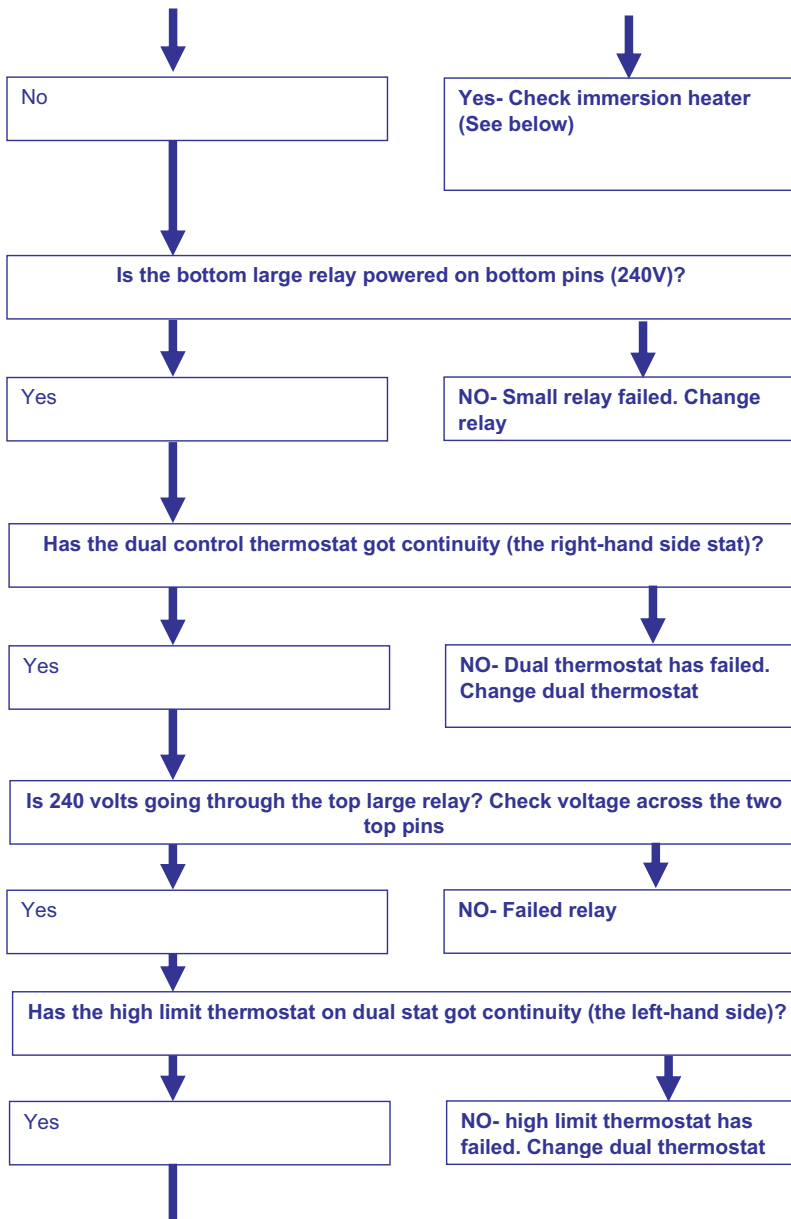 No
Yes- Check immersion heater
(See below)
Is the bottom large relay powered on bottom pins (240V)?
Yes
NO- Small relay failed. Change
relay
Has the dual control thermostat got continuity (the right-hand side stat)?
Yes
NO- Dual thermostat has failed.
Change dual thermostat
Is 240 volts going through the top large relay? Check voltage across the two
top pins
Yes
NO- Failed relay
Has the high limit thermostat on dual stat got continuity (the left-hand side)?
Yes
NO- high limit thermostat has
failed. Change dual thermostat